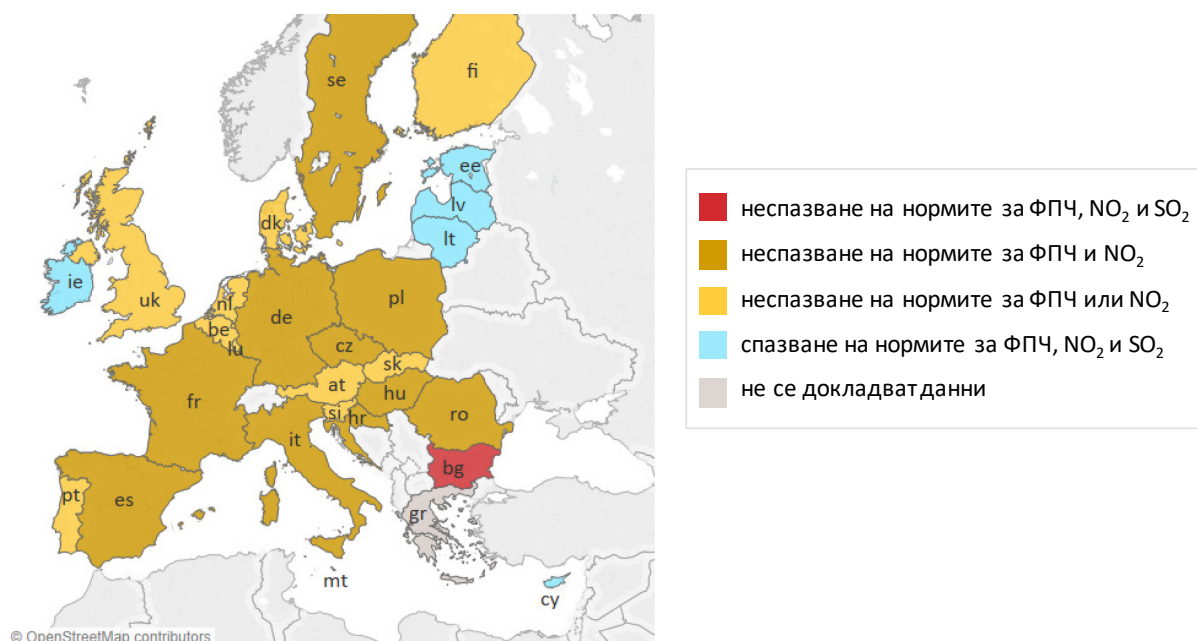 se
fi
ee
lv
lt
dk
ie
uk
nl
be
lu
de
pl
cz
sk
at
hu
fr
si
hr
ro
it
bg
pt
es
gr
mt
cy
© OpenStreetMap contributors
неспазване на нормите за ФПЧ, NO₂ и SO₂
неспазване на нормите за ФПЧ и NO₂
неспазване на нормите за ФПЧ или NO₂
спазване на нормите за ФПЧ, NO₂ и SO₂
не се докладват данни